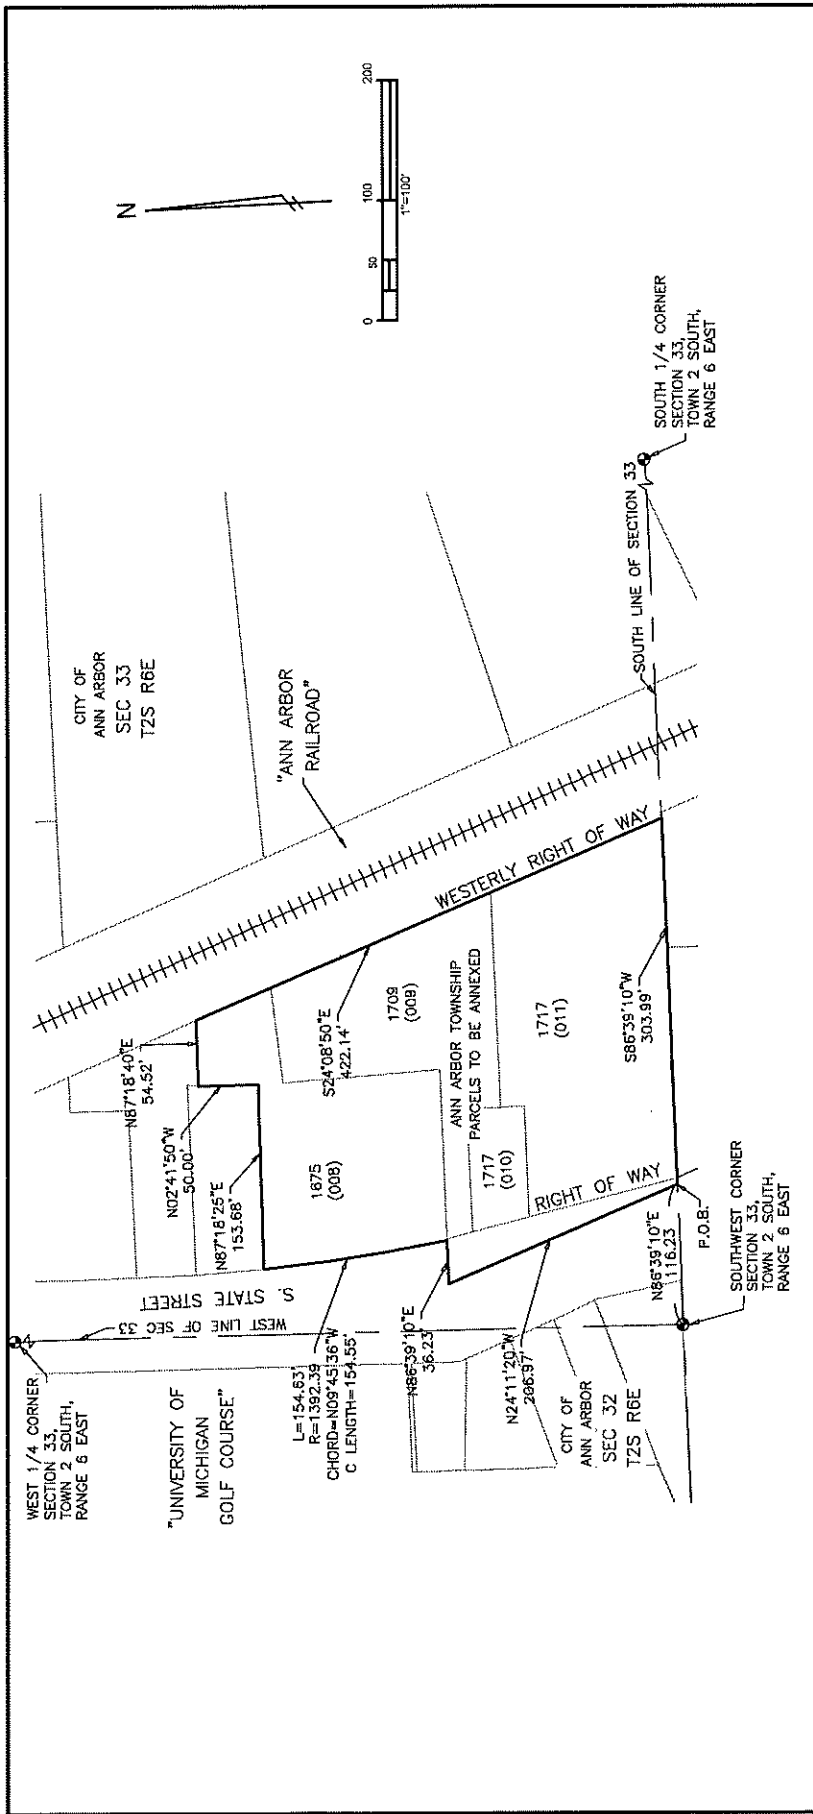 WEST 1/4 CORNER
SECTION 33,
TOWN 2 SOUTH,
RANGE 6 EAST
"UNIVERSITY OF
MICHIGAN
GOLF COURSE"
WEST LINE OF SEC 33
S. STATE STREET
N87°18'40"E
54.52'
N02°41'50"W
50.00'
N87°18'25"E
153.68'
L=154.63'
R=1392.39
CHORD=N09°45'36"W
C LENGTH=154.55'
N86°39'10"E
36.23'
N24°11'20"W
206.97'
CITY OF
ANN ARBOR
SEC 32
T2S R6E
1675
(008)
S24°08'50"E
422.14'
1709
(009)
ANN ARBOR TOWNSHIP
PARCELS TO BE ANNEXED
1717
(010)
1717
(011)
RIGHT OF WAY
WESTERLY RIGHT OF WAY
S86°39'10"W
303.99'
N86°39'10"E
116.23
P.O.B.
SOUTHWEST CORNER
SECTION 33,
TOWN 2 SOUTH,
RANGE 6 EAST
CITY OF
ANN ARBOR
SEC 33
T2S R6E
"ANN ARBOR
RAILROAD"
SOUTH LINE OF SECTION 33
SOUTH 1/4 CORNER
SECTION 33,
TOWN 2 SOUTH,
RANGE 6 EAST
N
0 50 100 200
1"=100'